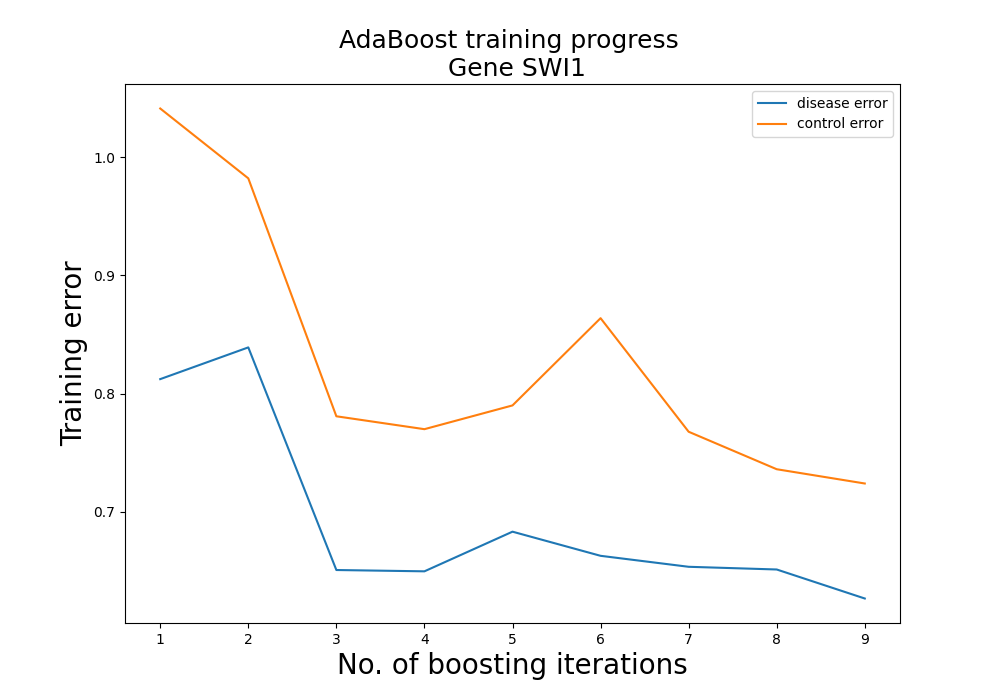 AdaBoost training progress
Gene SWI1
disease error
control error
Training error
1.0
0.9
0.8
0.7
1 2 3 4 5 6 7 8 9
No. of boosting iterations